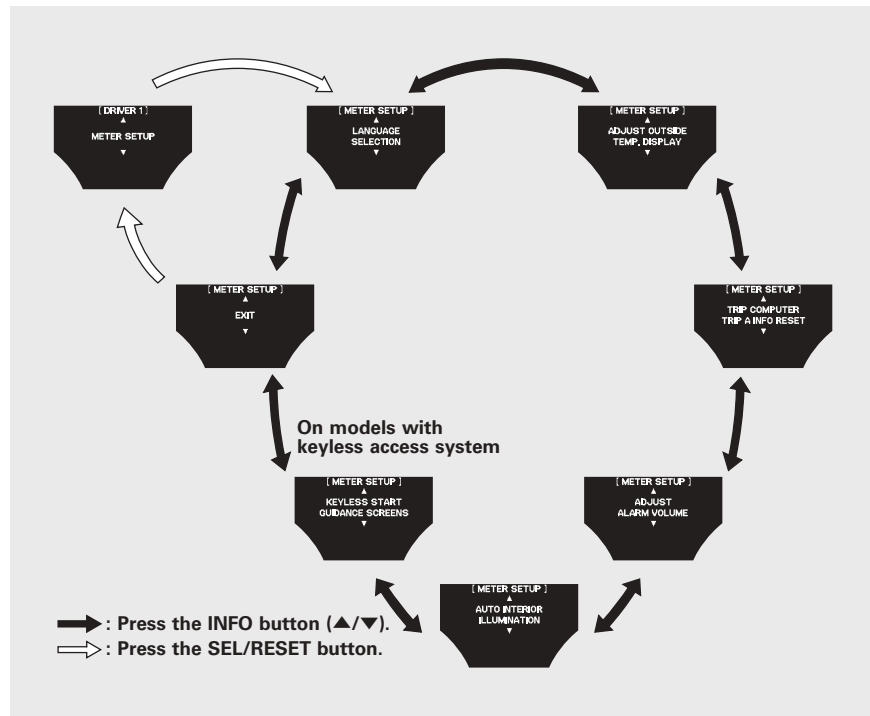 [ DRIVER 1 ]
▲
METER SETUP
▼
[ METER SETUP ]
▲
LANGUAGE
SELECTION
▼
[ METER SETUP ]
▲
ADJUST OUTSIDE
TEMP. DISPLAY
▼
[ METER SETUP ]
▲
EXIT
▼
[ METER SETUP ]
▲
TRIP COMPUTER
TRIP A INFO RESET
▼
On models with
keyless access system
[ METER SETUP ]
▲
KEYLESS START
GUIDANCE SCREENS
▼
[ METER SETUP ]
▲
ADJUST
ALARM VOLUME
▼
[ METER SETUP ]
▲
AUTO INTERIOR
ILLUMINATION
▼
: Press the INFO button (▲/▼).
: Press the SEL/RESET button.